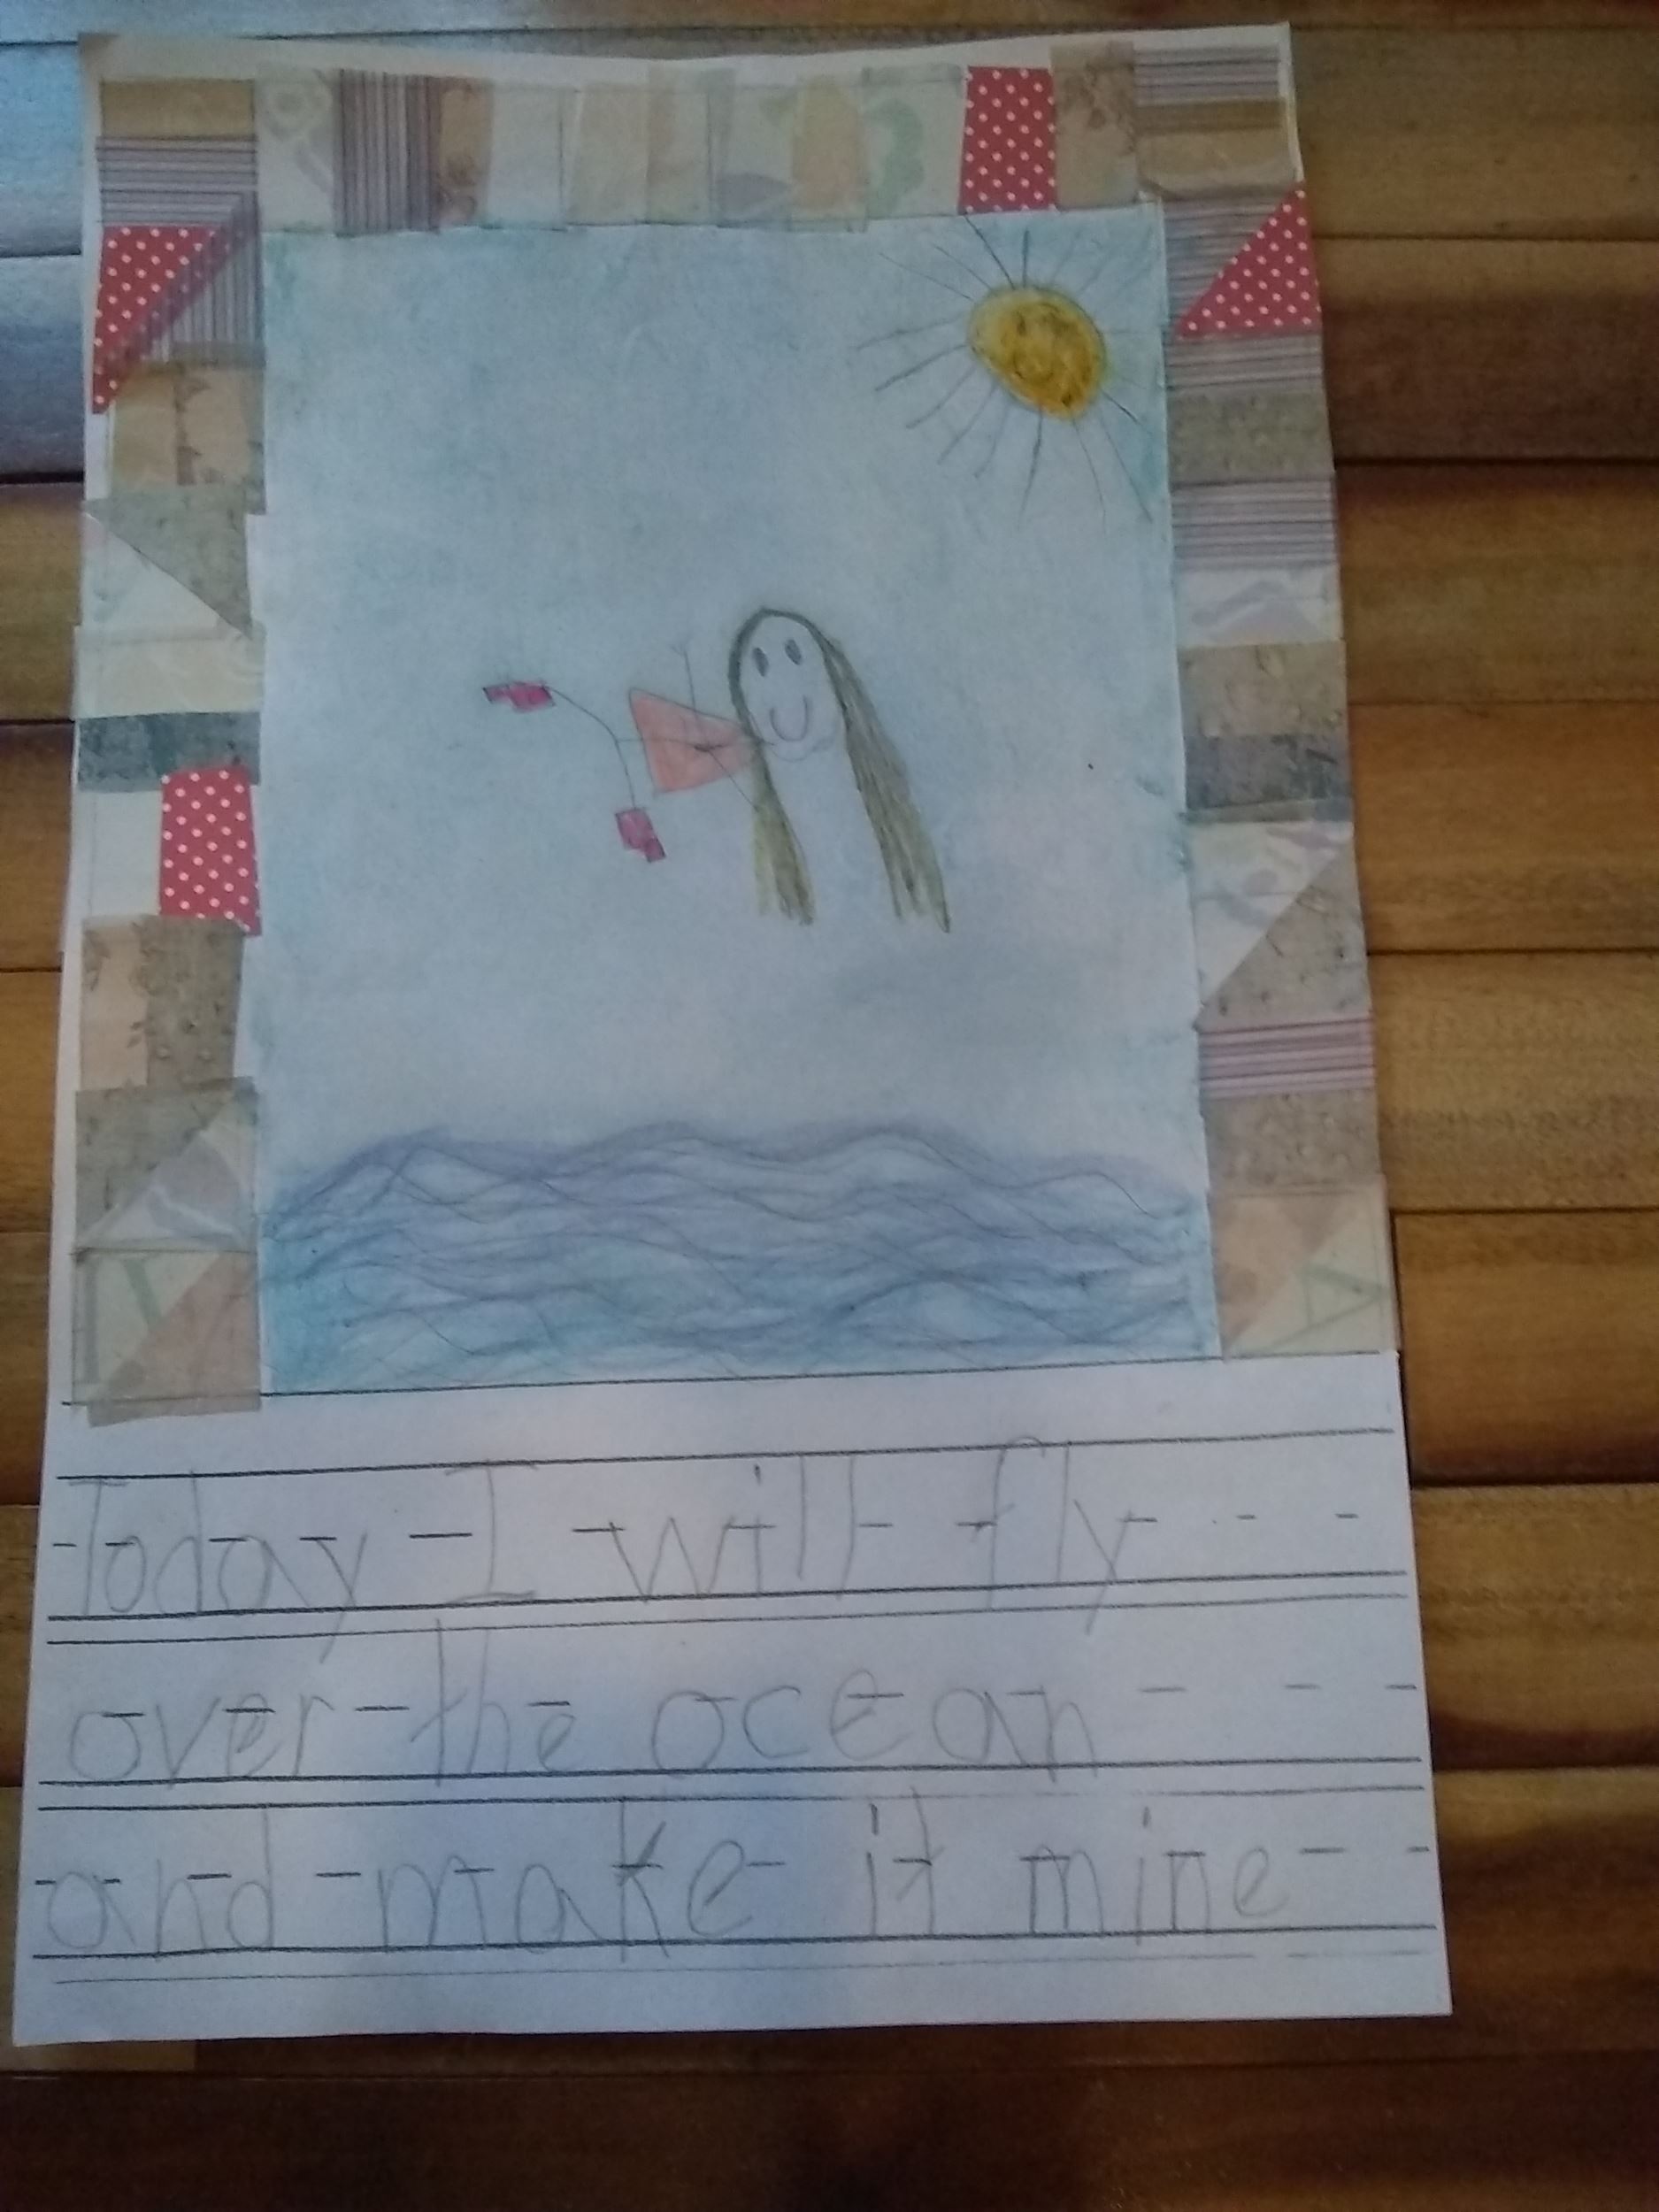 Today I will fly
over the ocean
and make it mine